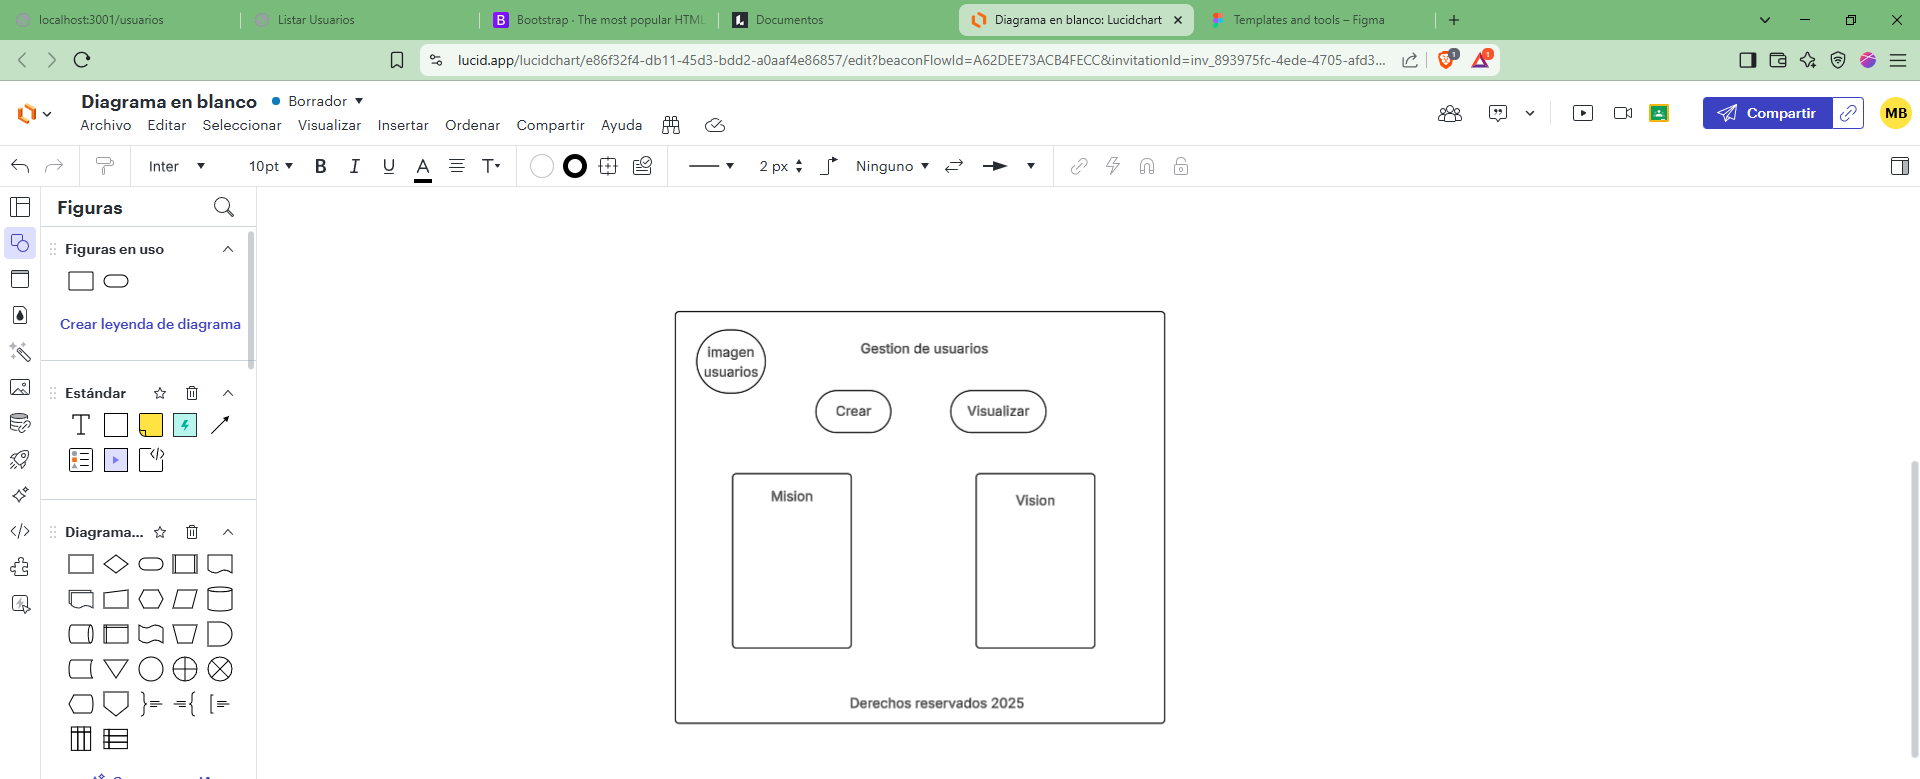 localhost:3001/usuarios
Listar Usuarios
Bootstrap · The most popular HTML
Documentos
Diagrama en blanco: Lucidchart
Templates and tools – Figma
lucid.app/lucidchart/e86f32f4-db11-45d3-bdd2-a0aaf4e86857/edit?beaconFlowId=A62DEE73ACB4FECC&invitationId=inv_893975fc-4ede-4705-afd3...
1
1
Diagrama en blanco
Borrador
Archivo Editar Seleccionar Visualizar Insertar Ordenar Compartir Ayuda
Compartir
MB
Inter
10pt
B I U A T
2 px
Ninguno
Figuras
Figuras en uso
Crear leyenda de diagrama
Estándar
T
Diagrama...
imagen
usuarios
Gestion de usuarios
Crear
Visualizar
Mision
Vision
Derechos reservados 2025